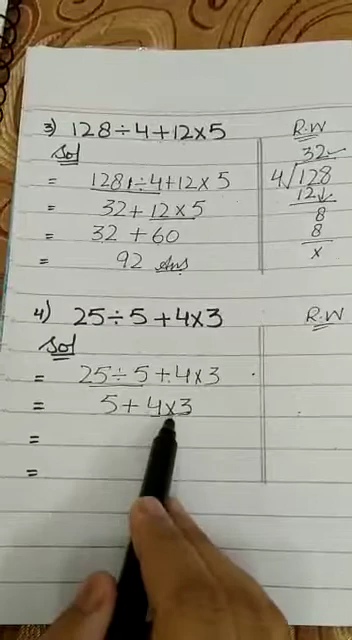 3) 128÷4+12×5
Sol
= 128÷4+12×5
= 32+12×5
= 32+60
= 92 Ans
R.W
32
4√128
12↓
8
8
x
4) 25÷5+4×3
Sol
= 25÷5+4×3
= 5+4×3
=
=
R.W